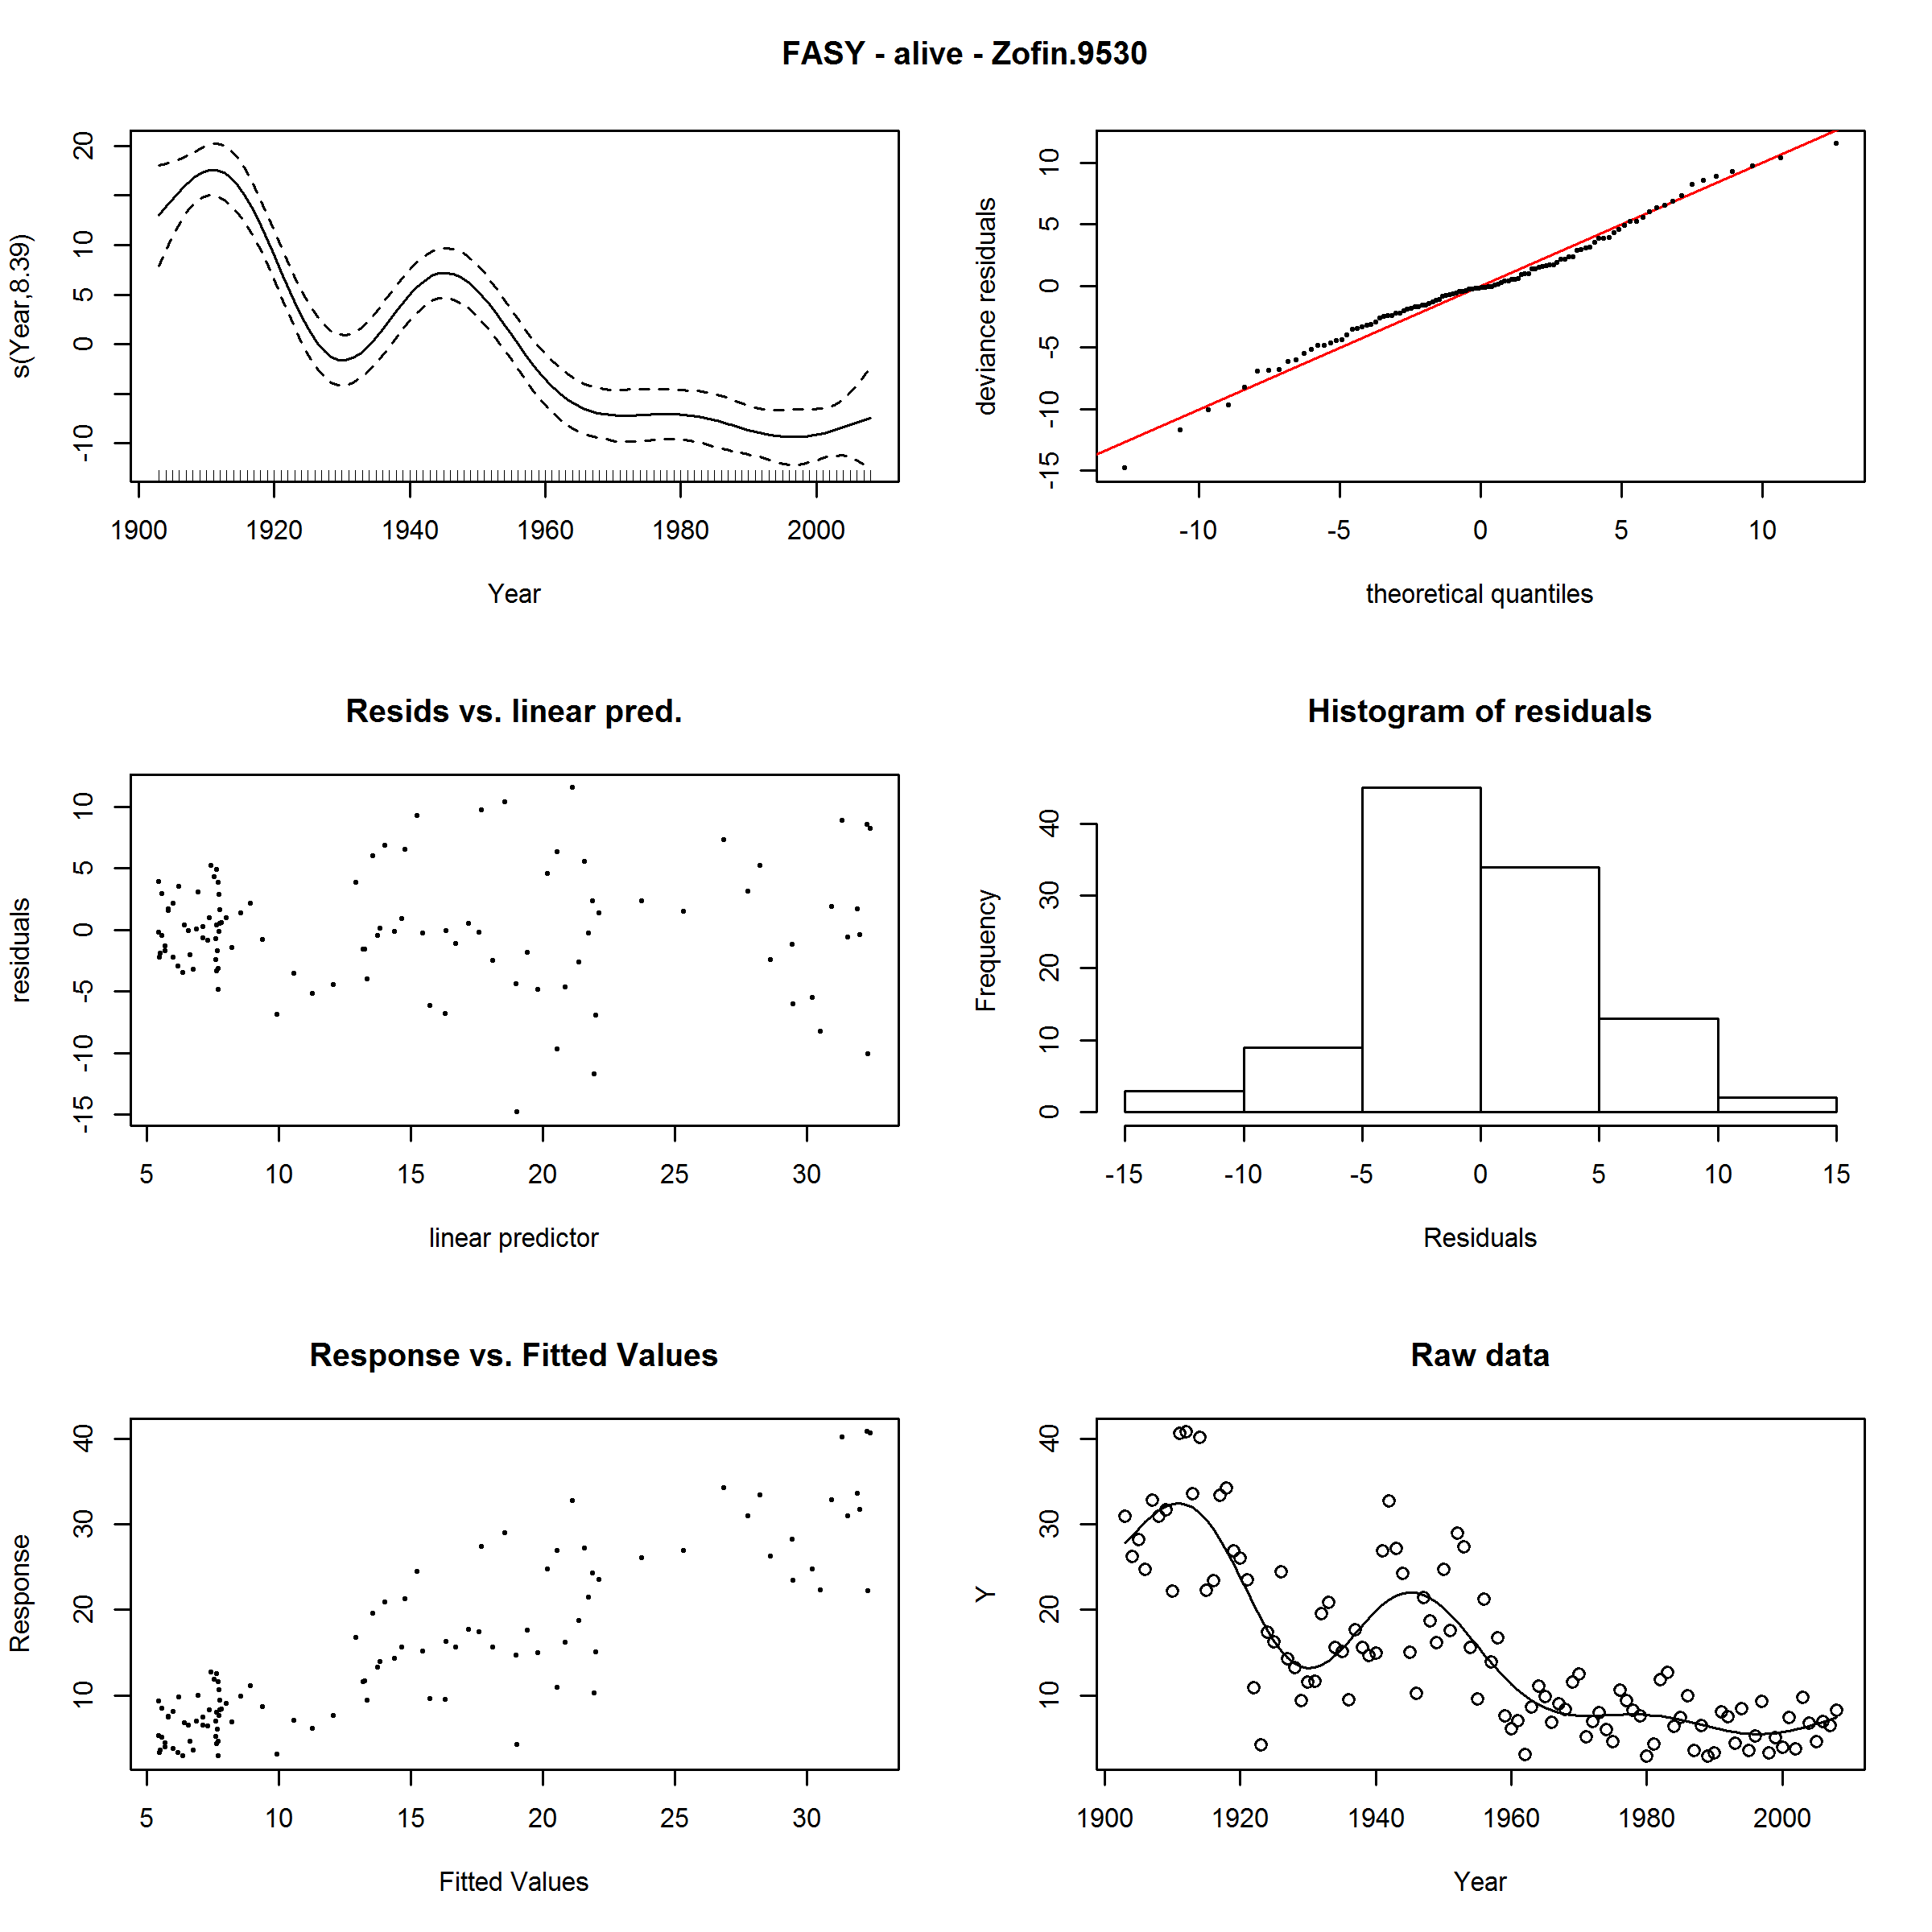 FASY - alive - Zofin.9530
s(Year,8.39)
20
10
5
0
-10
1900 1920 1940 1960 1980 2000
Year
deviance residuals
10
5
0
-5
-10
-15
-10 -5 0 5 10
theoretical quantiles
Resids vs. linear pred.
residuals
10
5
0
-5
-10
-15
5 10 15 20 25 30
linear predictor
Histogram of residuals
Frequency
40
30
20
10
0
-15 -10 -5 0 5 10 15
Residuals
Response vs. Fitted Values
Response
40
30
20
10
5 10 15 20 25 30
Fitted Values
Raw data
Y
40
30
20
10
1900 1920 1940 1960 1980 2000
Year